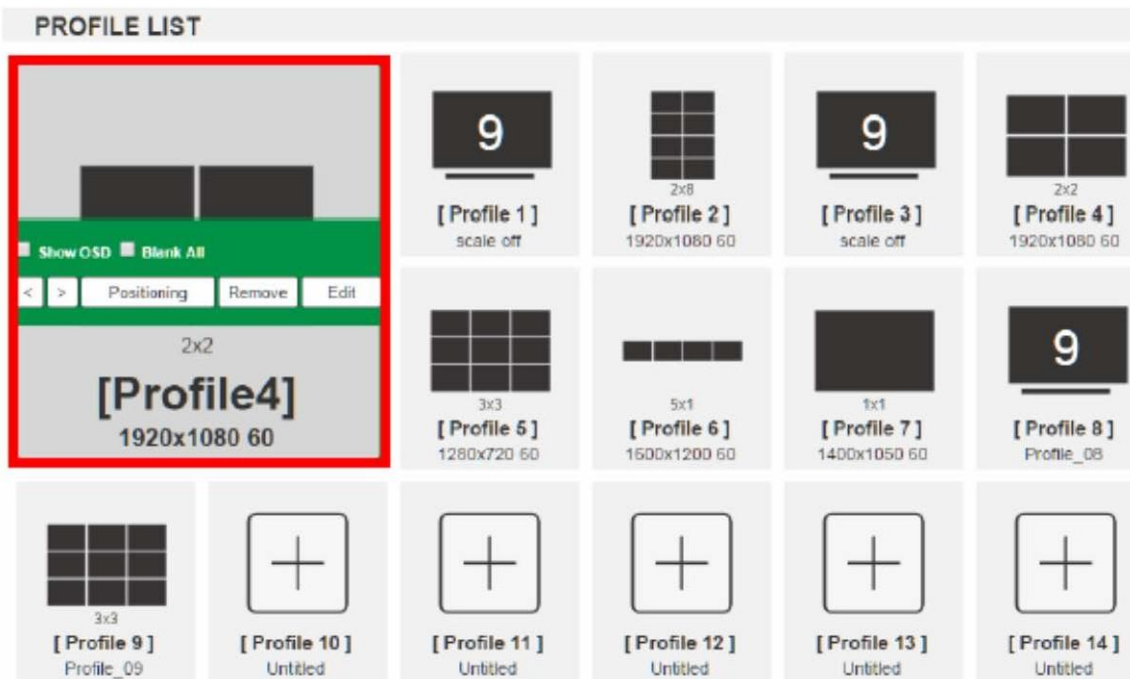 PROFILE LIST
Show OSD Blank All
< > Positioning Remove Edit
2x2
[Profile4]
1920x1080 60
9
[ Profile 1 ]
scale off
2x8
[ Profile 2 ]
1920x1080 60
9
[ Profile 3 ]
scale off
2x2
[ Profile 4 ]
1920x1080 60
3x3
[ Profile 5 ]
1280x720 60
5x1
[ Profile 6 ]
1600x1200 60
1x1
[ Profile 7 ]
1400x1050 60
9
[ Profile 8 ]
Profile_08
3x3
[ Profile 9 ]
Profile_09
[ Profile 10 ]
Untitled
[ Profile 11 ]
Untitled
[ Profile 12 ]
Untitled
[ Profile 13 ]
Untitled
[ Profile 14 ]
Untitled